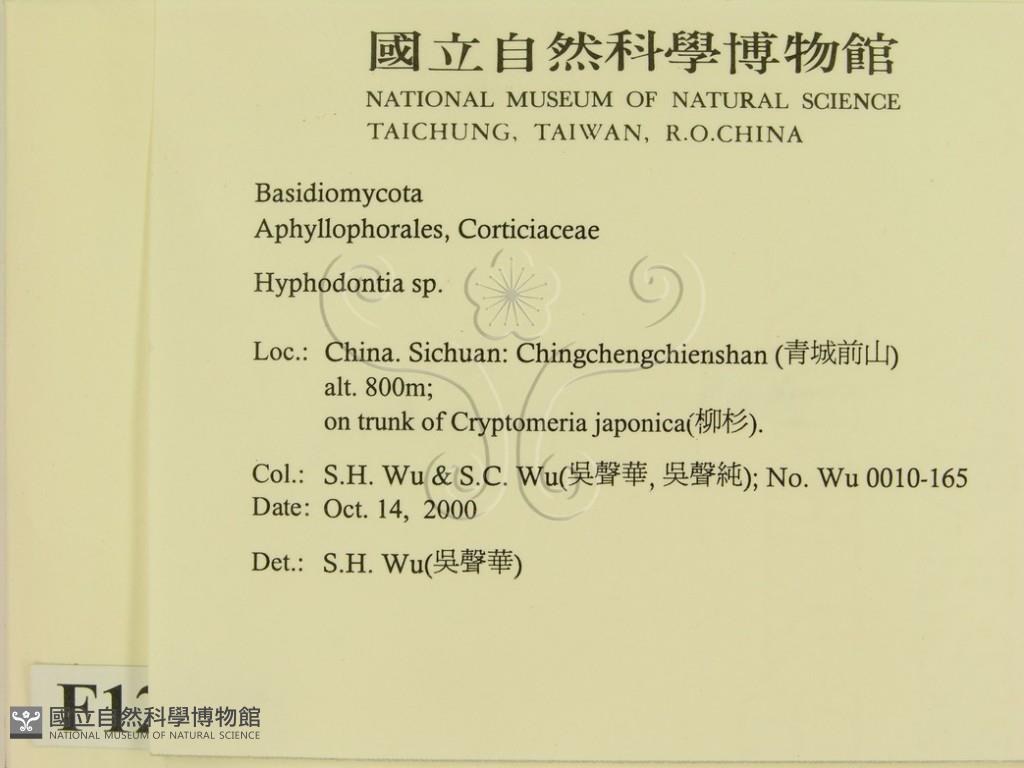 國立自然科學博物館
NATIONAL MUSEUM OF NATURAL SCIENCE
TAICHUNG, TAIWAN, R.O.CHINA
Basidiomycota
Aphyllophorales, Corticiaceae
Hyphodontia sp.
Loc.: China. Sichuan: Chingchengchienshan (青城前山)
alt. 800m;
on trunk of Cryptomeria japonica(柳杉).
Col.: S.H. Wu & S.C. Wu(吳聲華, 吳聲純); No. Wu 0010-165
Date: Oct. 14, 2000
Det.: S.H. Wu(吳聲華)
國立自然科學博物館
NATIONAL MUSEUM OF NATURAL SCIENCE